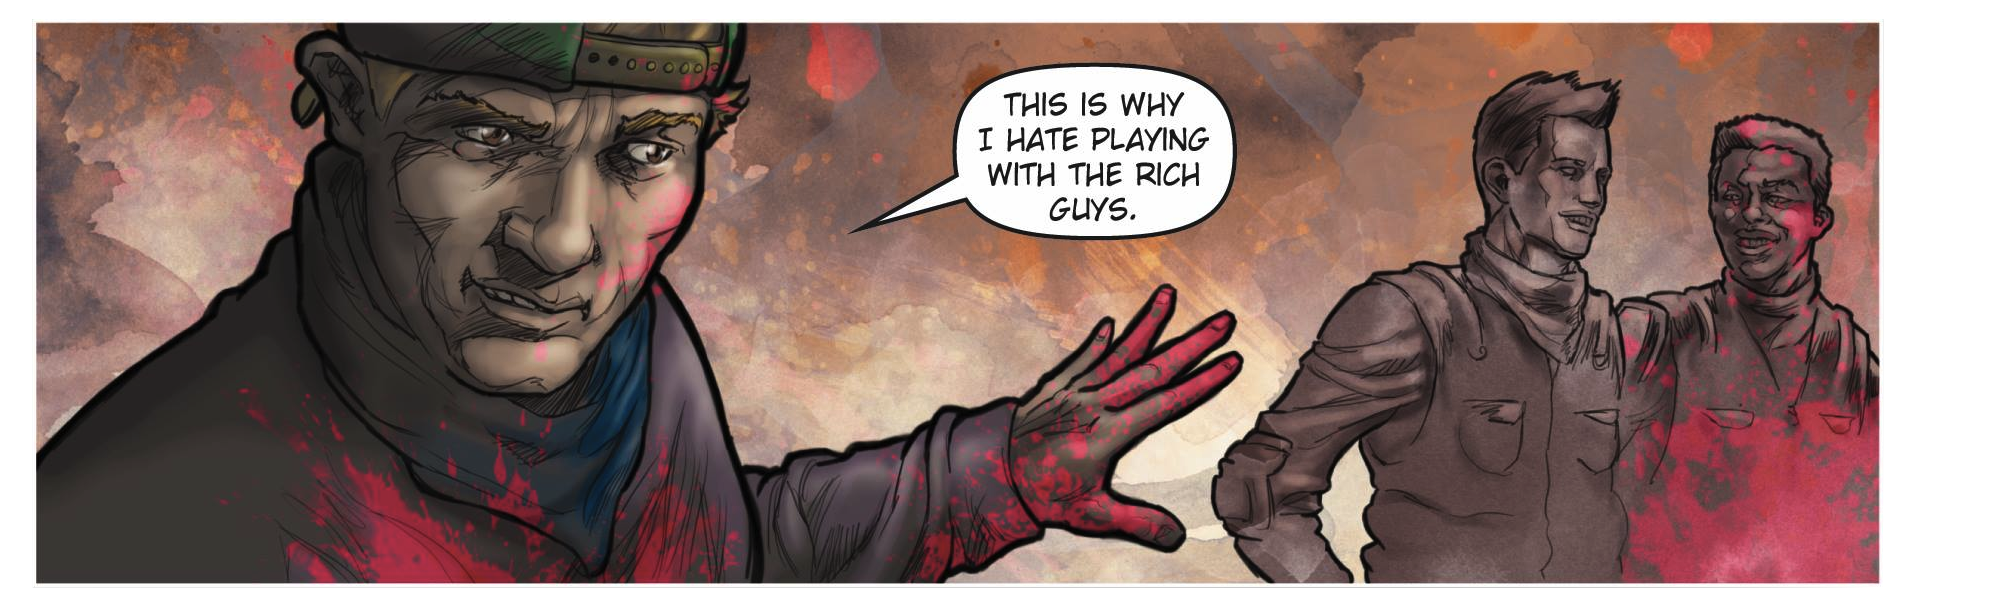 THIS IS WHY
I HATE PLAYING
WITH THE RICH
GUYS.